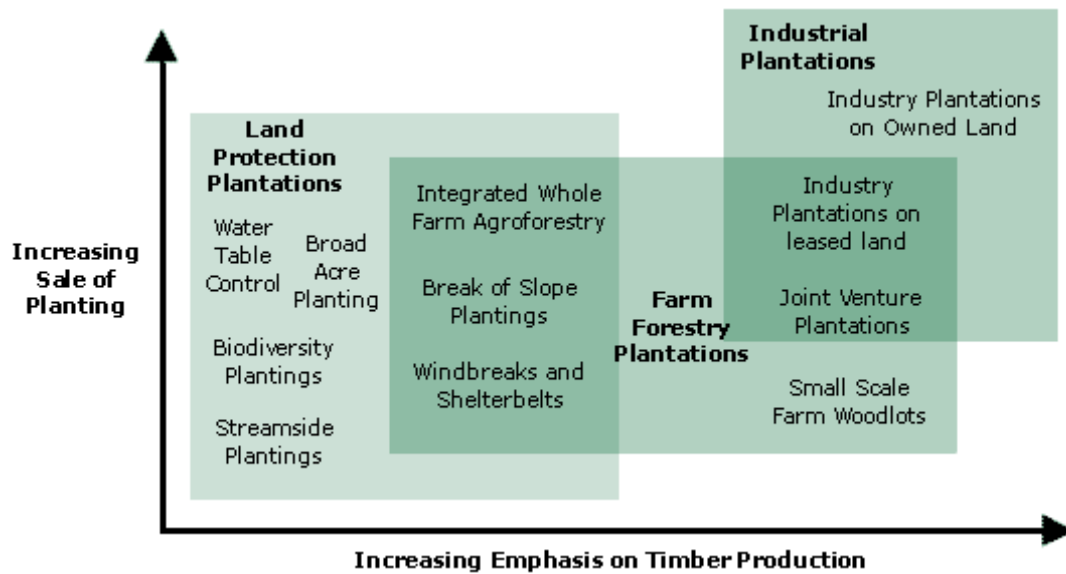 Industrial
Plantations
Industry Plantations
on Owned Land
Land
Protection
Plantations
Integrated Whole
Farm Agroforestry
Industry
Plantations on
leased land
Water
Table
Control
Broad
Acre
Planting
Increasing
Sale of
Planting
Break of Slope
Plantings
Farm
Forestry
Plantations
Joint Venture
Plantations
Biodiversity
Plantings
Windbreaks and
Shelterbelts
Small Scale
Farm Woodlots
Streamside
Plantings
Increasing Emphasis on Timber Production